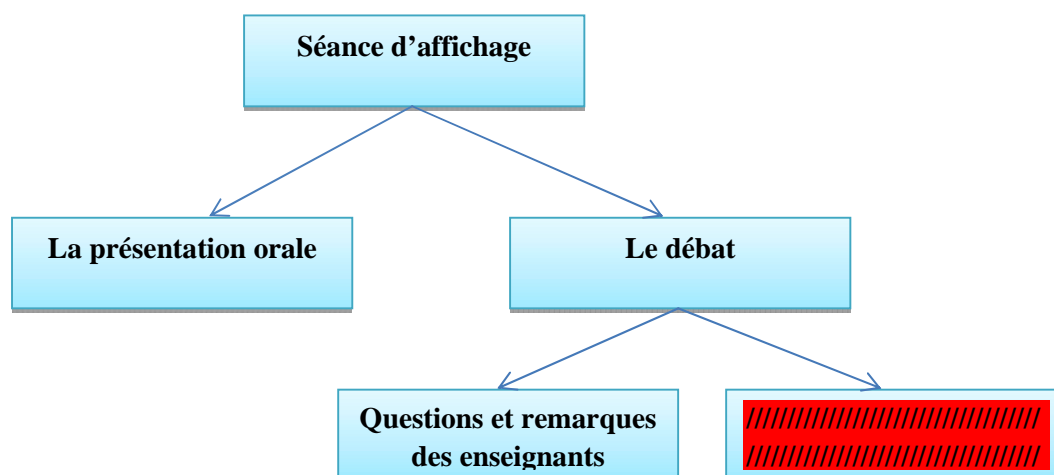 Séance d’affichage
La présentation orale
Le débat
Questions et remarques
des enseignants
////////////////////////////////////
////////////////////////////////////